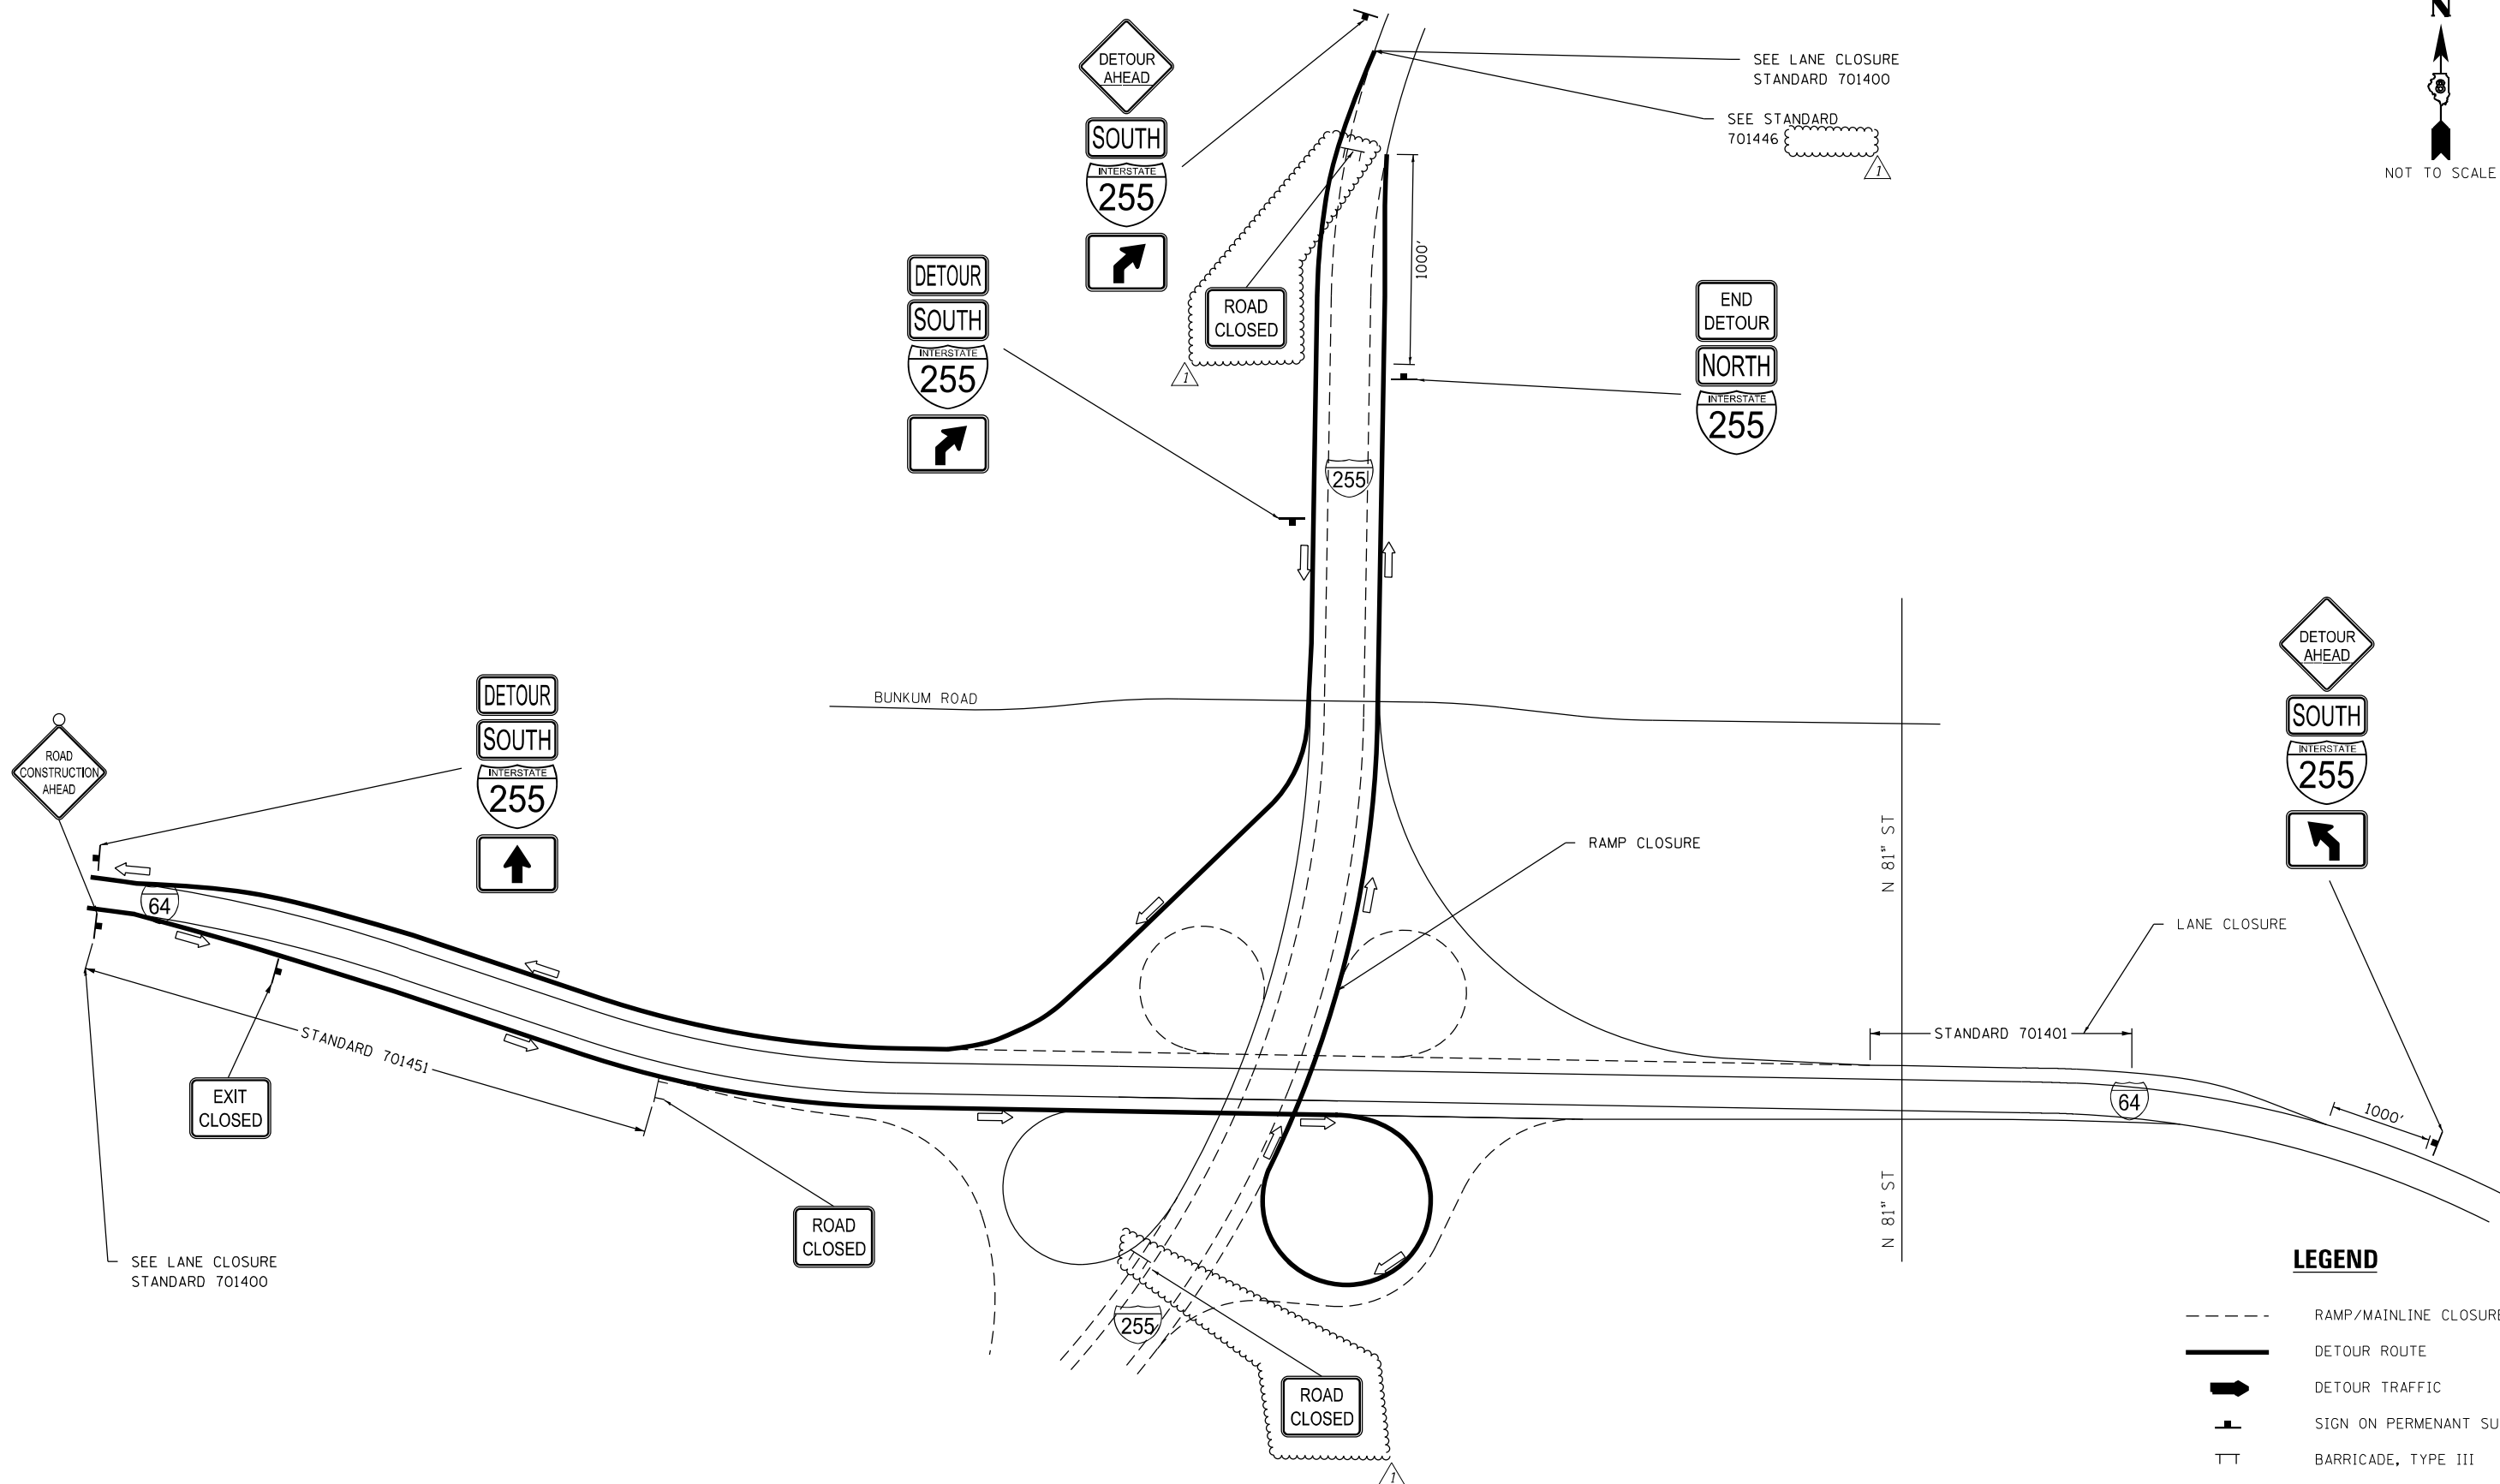 N
DETOUR
AHEAD
SOUTH
INTERSTATE
255
SEE LANE CLOSURE
STANDARD 701400
SEE STANDARD
701446
1
NOT TO SCALE
1000'
ROAD
CLOSED
1
DETOUR
SOUTH
INTERSTATE
255
END
DETOUR
NORTH
INTERSTATE
255
255
DETOUR
AHEAD
SOUTH
INTERSTATE
255
BUNKUM ROAD
DETOUR
SOUTH
INTERSTATE
255
ROAD
CONSTRUCTION
AHEAD
64
RAMP CLOSURE
N 81ST ST
LANE CLOSURE
STANDARD 701401
64
1000'
STANDARD 701451
EXIT
CLOSED
ROAD
CLOSED
N 81ST ST
SEE LANE CLOSURE
STANDARD 701400
255
ROAD
CLOSED
1
LEGEND
RAMP/MAINLINE CLOSURE
DETOUR ROUTE
DETOUR TRAFFIC
SIGN ON PERMENANT SU
BARRICADE, TYPE III